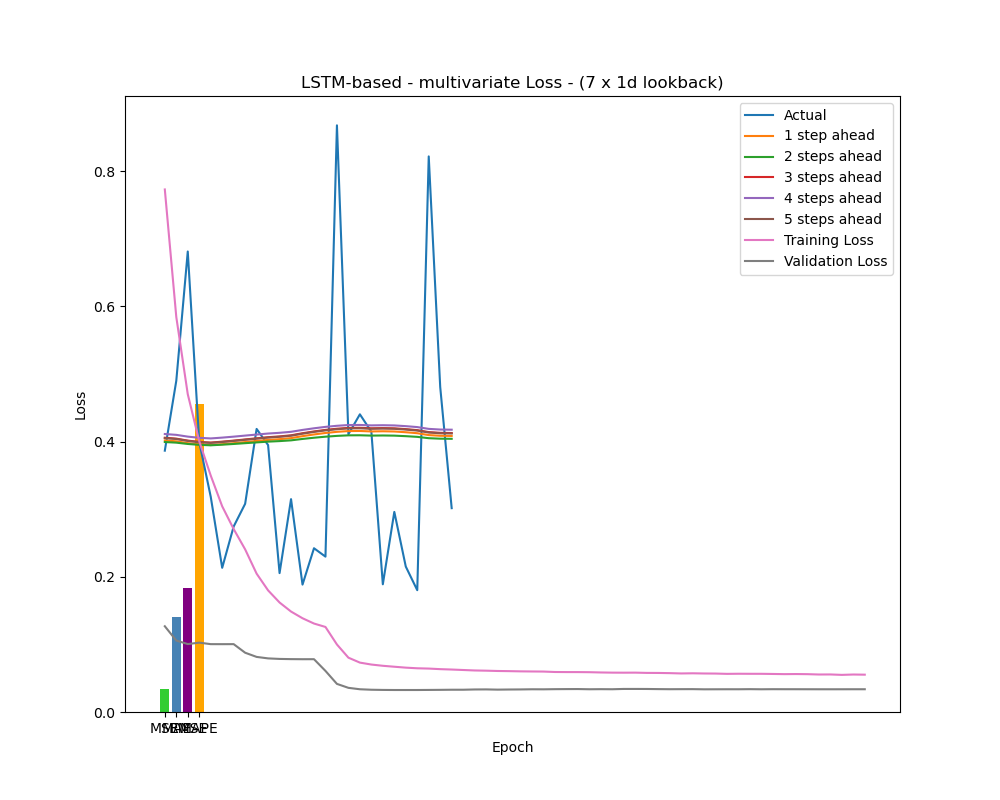 LSTM-based - multivariate Loss - (7 x 1d lookback)
Actual
1 step ahead
2 steps ahead
3 steps ahead
4 steps ahead
5 steps ahead
Training Loss
Validation Loss
0.8
0.6
0.4
0.2
0.0
Loss
Epoch